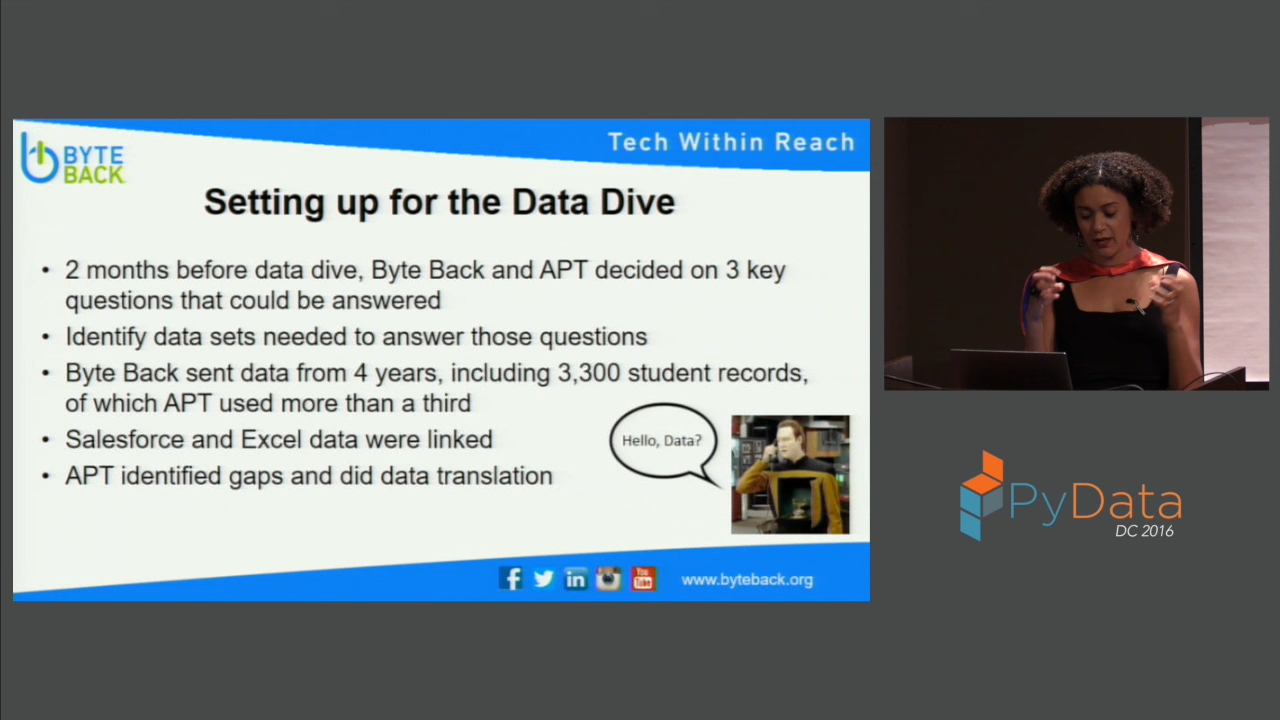 BYTE
BACK
Tech Within Reach
Setting up for the Data Dive
• 2 months before data dive, Byte Back and APT decided on 3 key
questions that could be answered
• Identify data sets needed to answer those questions
• Byte Back sent data from 4 years, including 3,300 student records,
of which APT used more than a third
• Salesforce and Excel data were linked
• APT identified gaps and did data translation
Hello, Data?
You
Tube
www.byteback.org
PyData
DC 2016